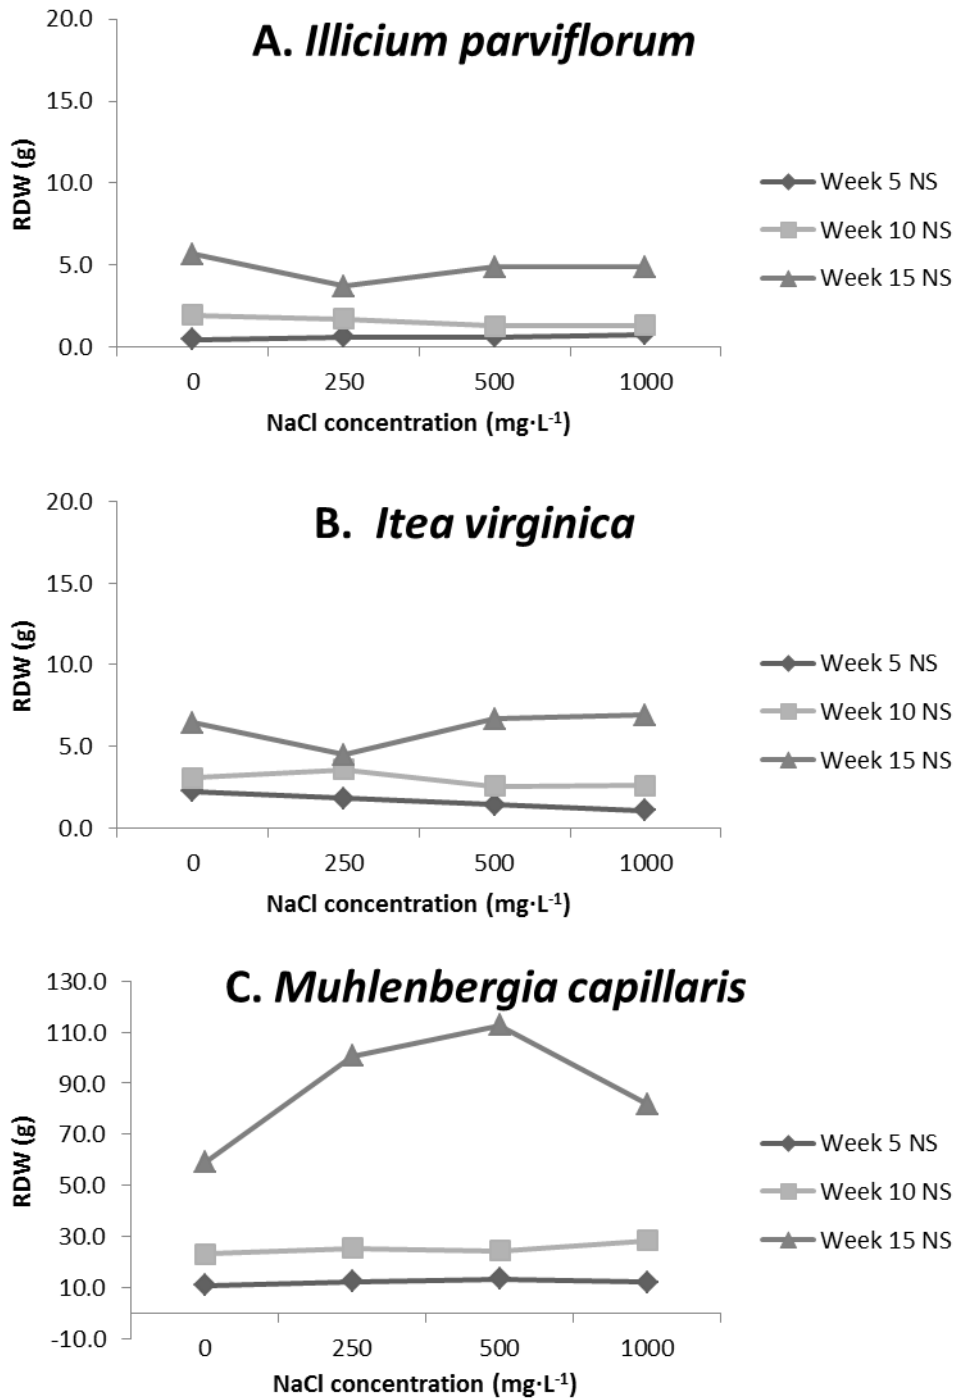 A. Illicium parviflorum
20.0
15.0
10.0
5.0
0.0
RDW (g)
0 250 500 1000
NaCl concentration (mg·L⁻¹)
Week 5 NS
Week 10 NS
Week 15 NS
B. Itea virginica
20.0
15.0
10.0
5.0
0.0
RDW (g)
0 250 500 1000
NaCl concentration (mg·L⁻¹)
Week 5 NS
Week 10 NS
Week 15 NS
C. Muhlenbergia capillaris
130.0
110.0
90.0
70.0
50.0
30.0
10.0
-10.0
RDW (g)
0 250 500 1000
NaCl concentration (mg·L⁻¹)
Week 5 NS
Week 10 NS
Week 15 NS